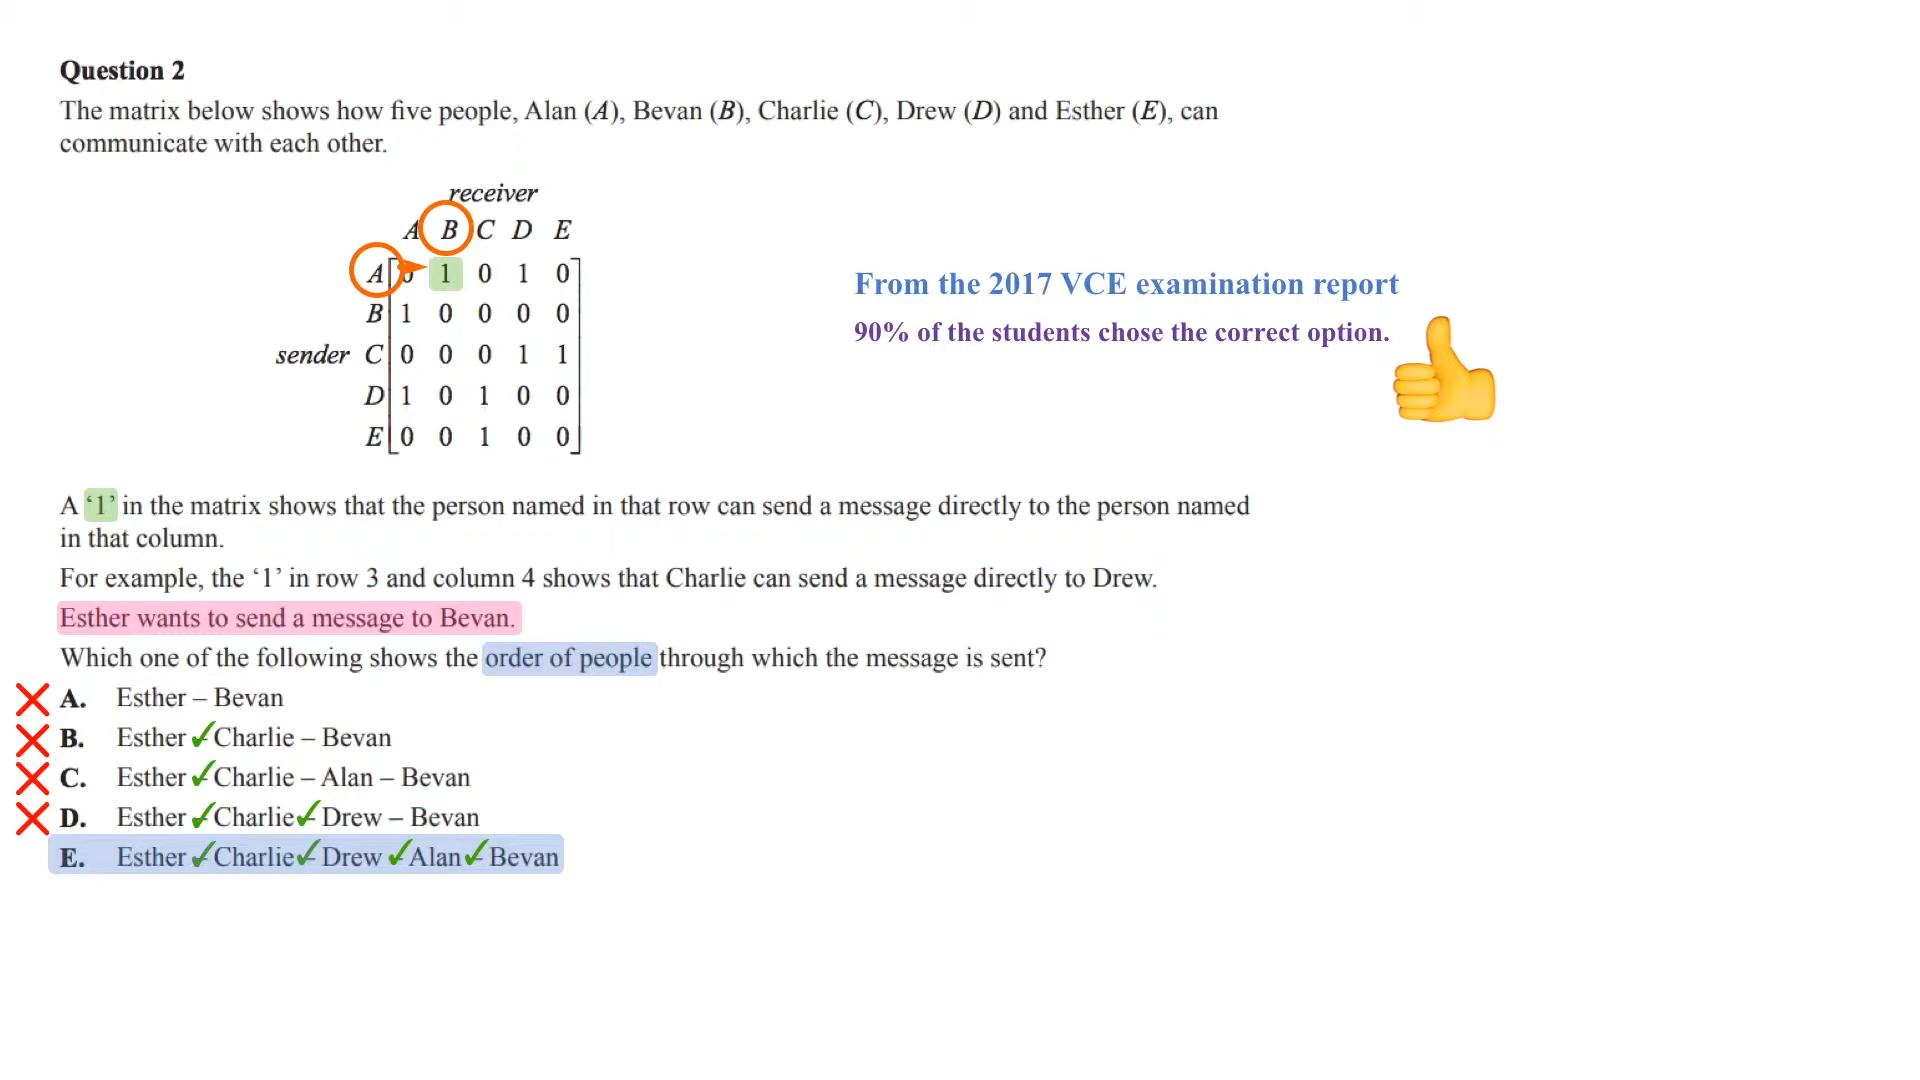 Question 2
The matrix below shows how five people, Alan (A), Bevan (B), Charlie (C), Drew (D) and Esther (E), can
communicate with each other.
receiver
A B C D E
A 0 1 0 1 0
B 1 0 0 0 0
sender C 0 0 0 1 1
D 1 0 1 0 0
E 0 0 1 0 0
From the 2017 VCE examination report
90% of the students chose the correct option.
A ‘1’ in the matrix shows that the person named in that row can send a message directly to the person named
in that column.
For example, the ‘1’ in row 3 and column 4 shows that Charlie can send a message directly to Drew.
Esther wants to send a message to Bevan.
Which one of the following shows the order of people through which the message is sent?
A. Esther – Bevan
B. Esther – Charlie – Bevan
C. Esther – Charlie – Alan – Bevan
D. Esther – Charlie – Drew – Bevan
E. Esther – Charlie – Drew – Alan – Bevan